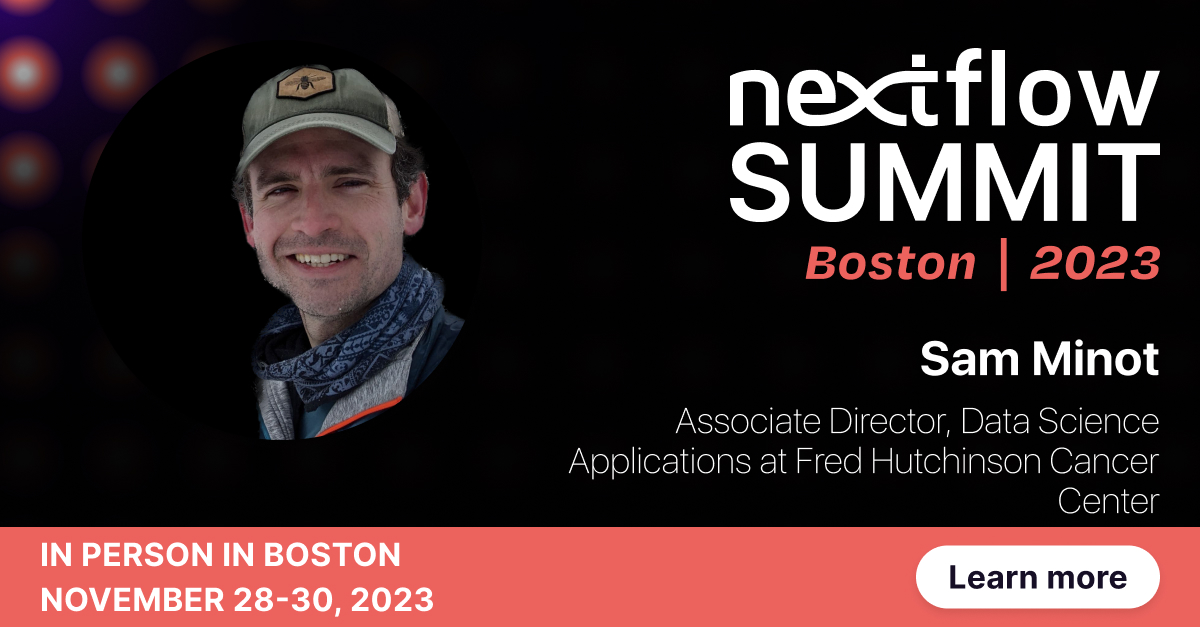 nextflow
SUMMIT
Boston | 2023
Sam Minot
Associate Director, Data Science
Applications at Fred Hutchinson Cancer
Center
IN PERSON IN BOSTON
NOVEMBER 28-30, 2023
Learn more